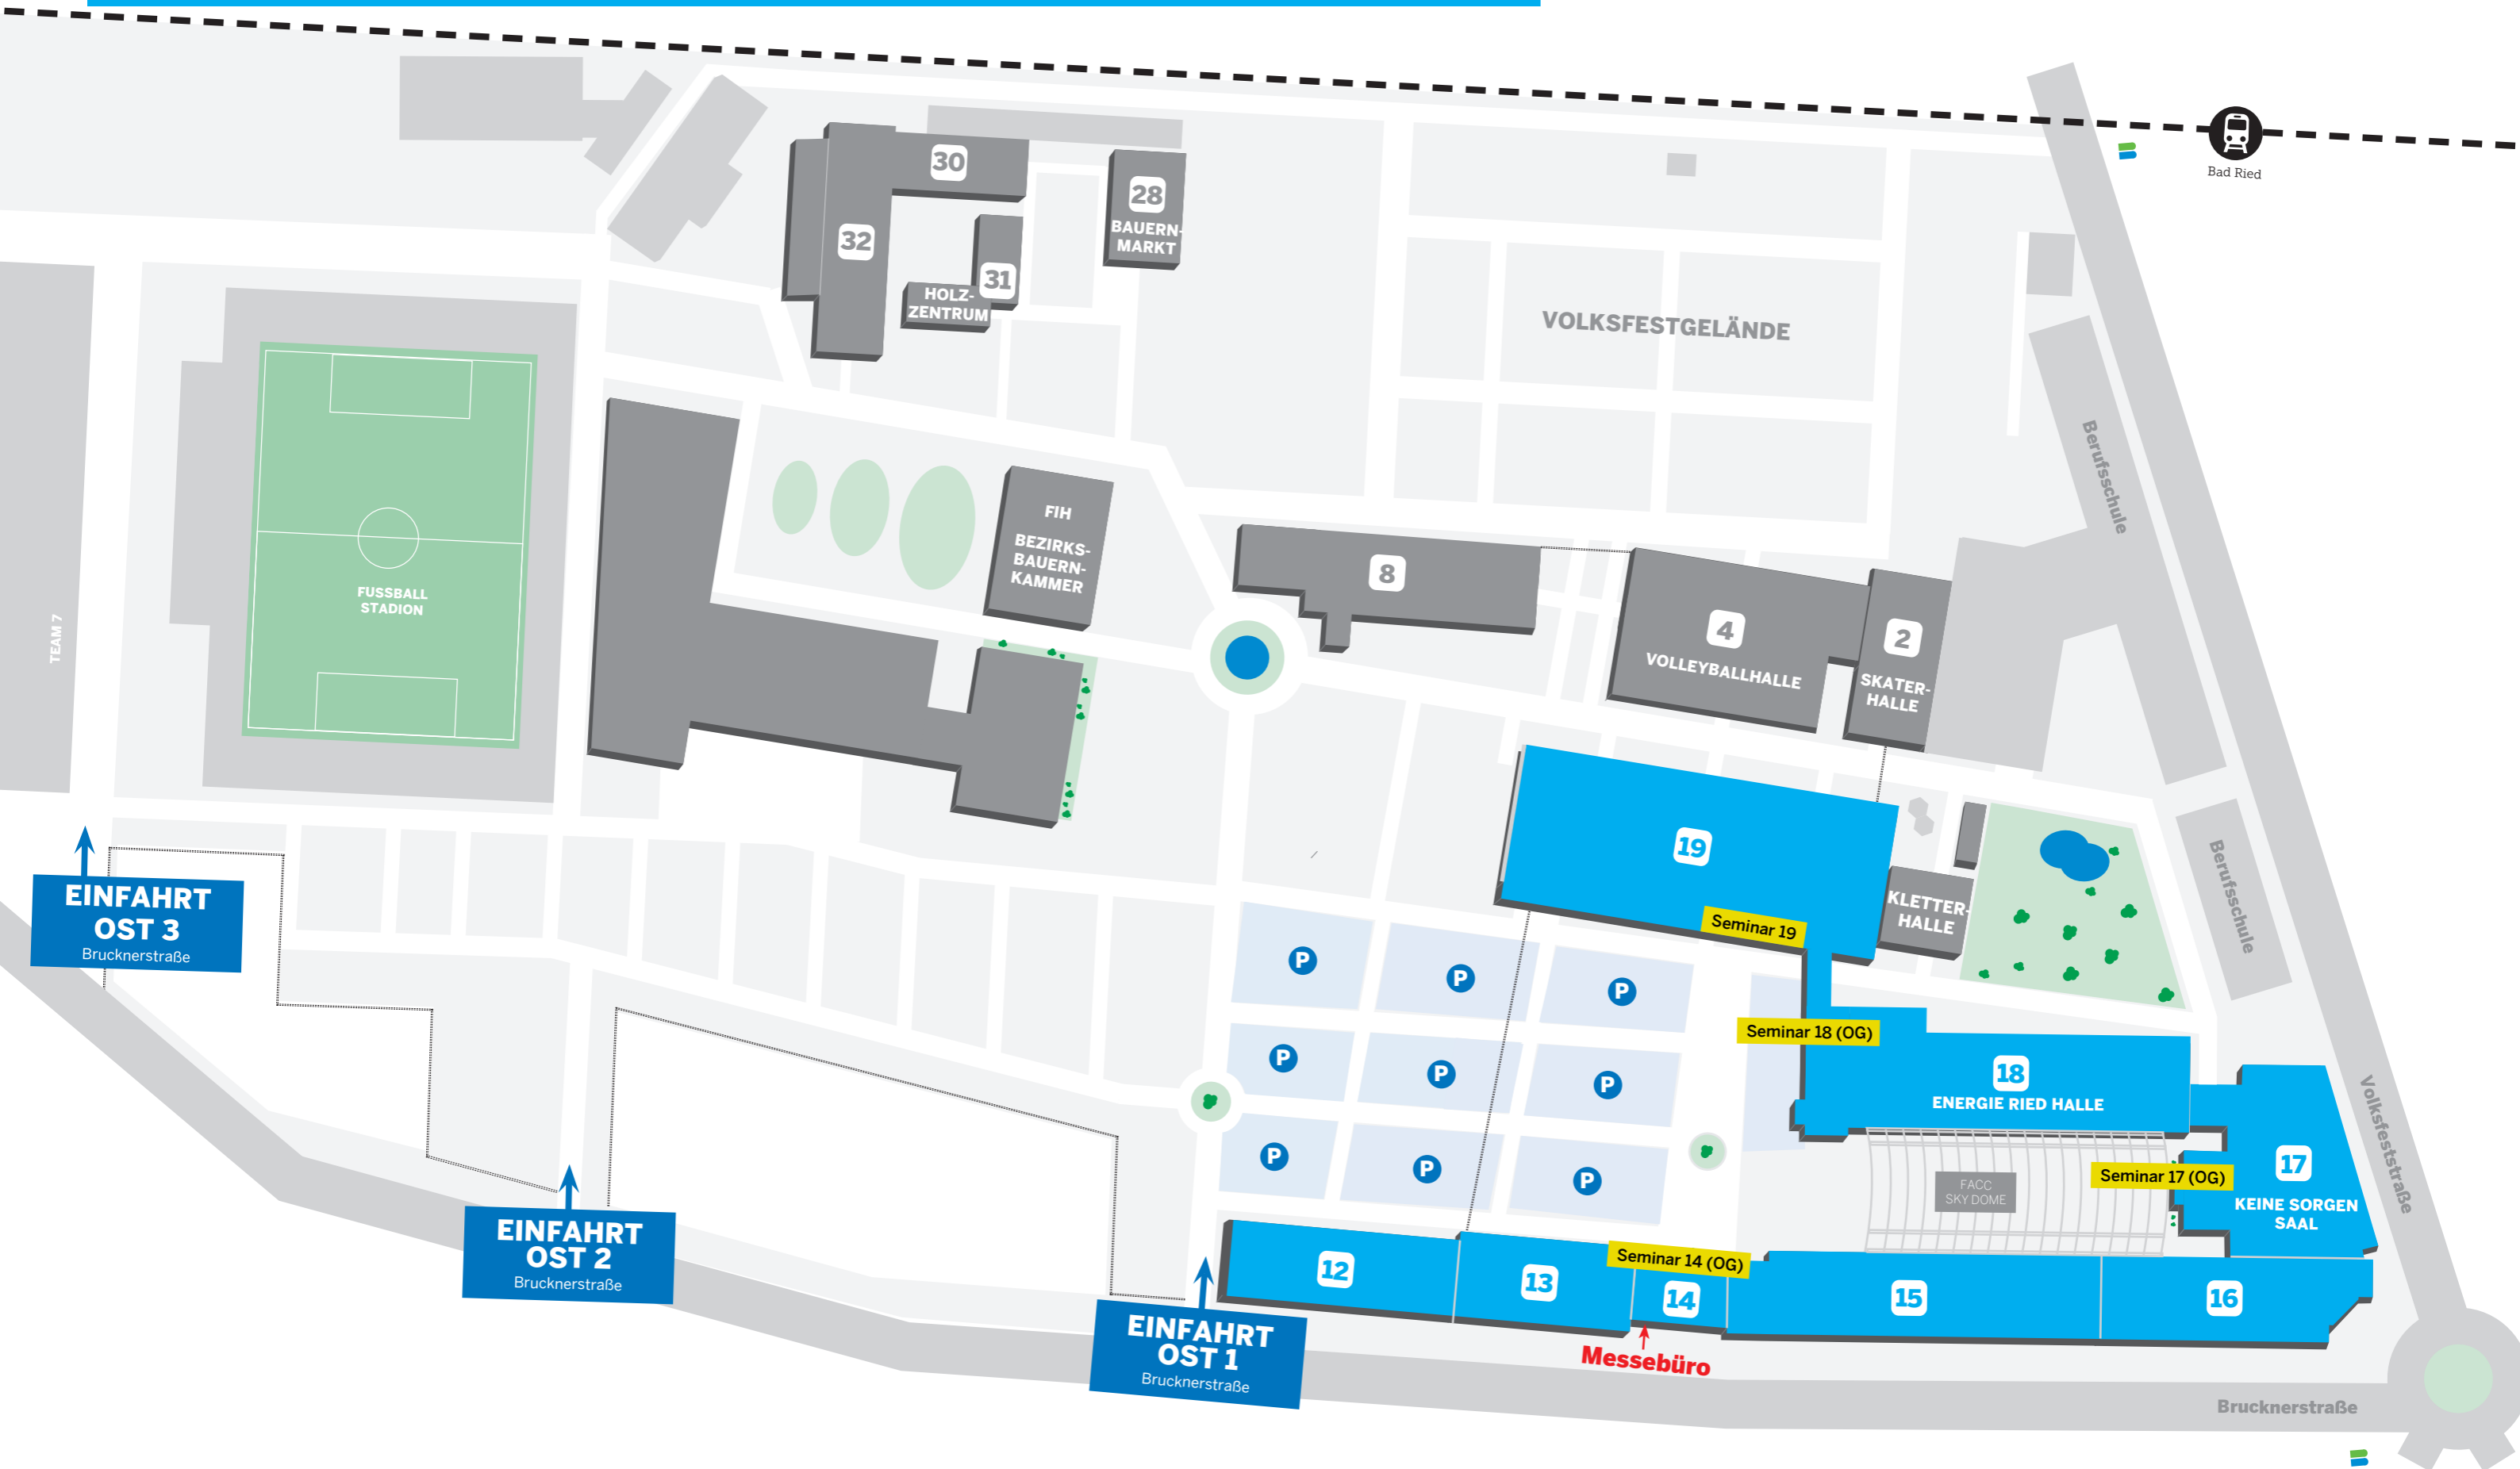 Bad Ried
30
28
BAUERN-
MARKT
32
31
HOLZ-
ZENTRUM
VOLKSFESTGELÄNDE
Berufsschule
FIH
BEZIRKS-
BAUERN-
KAMMER
8
4
VOLLEYBALLHALLE
2
SKATER-
HALLE
FUSSBALL
STADION
TEAM 7
19
Seminar 19
KLETTER-
HALLE
Berufsschule
EINFAHRT
OST 3
Brucknerstraße
P
P
P
Seminar 18 (OG)
18
ENERGIE RIED HALLE
P
P
P
Volksfeststraße
P
P
P
17
KEINE SORGEN
SAAL
Seminar 17 (OG)
FACC
SKY DOME
EINFAHRT
OST 2
Brucknerstraße
12
13
Seminar 14 (OG)
14
15
16
EINFAHRT
OST 1
Brucknerstraße
Messebüro
Brucknerstraße